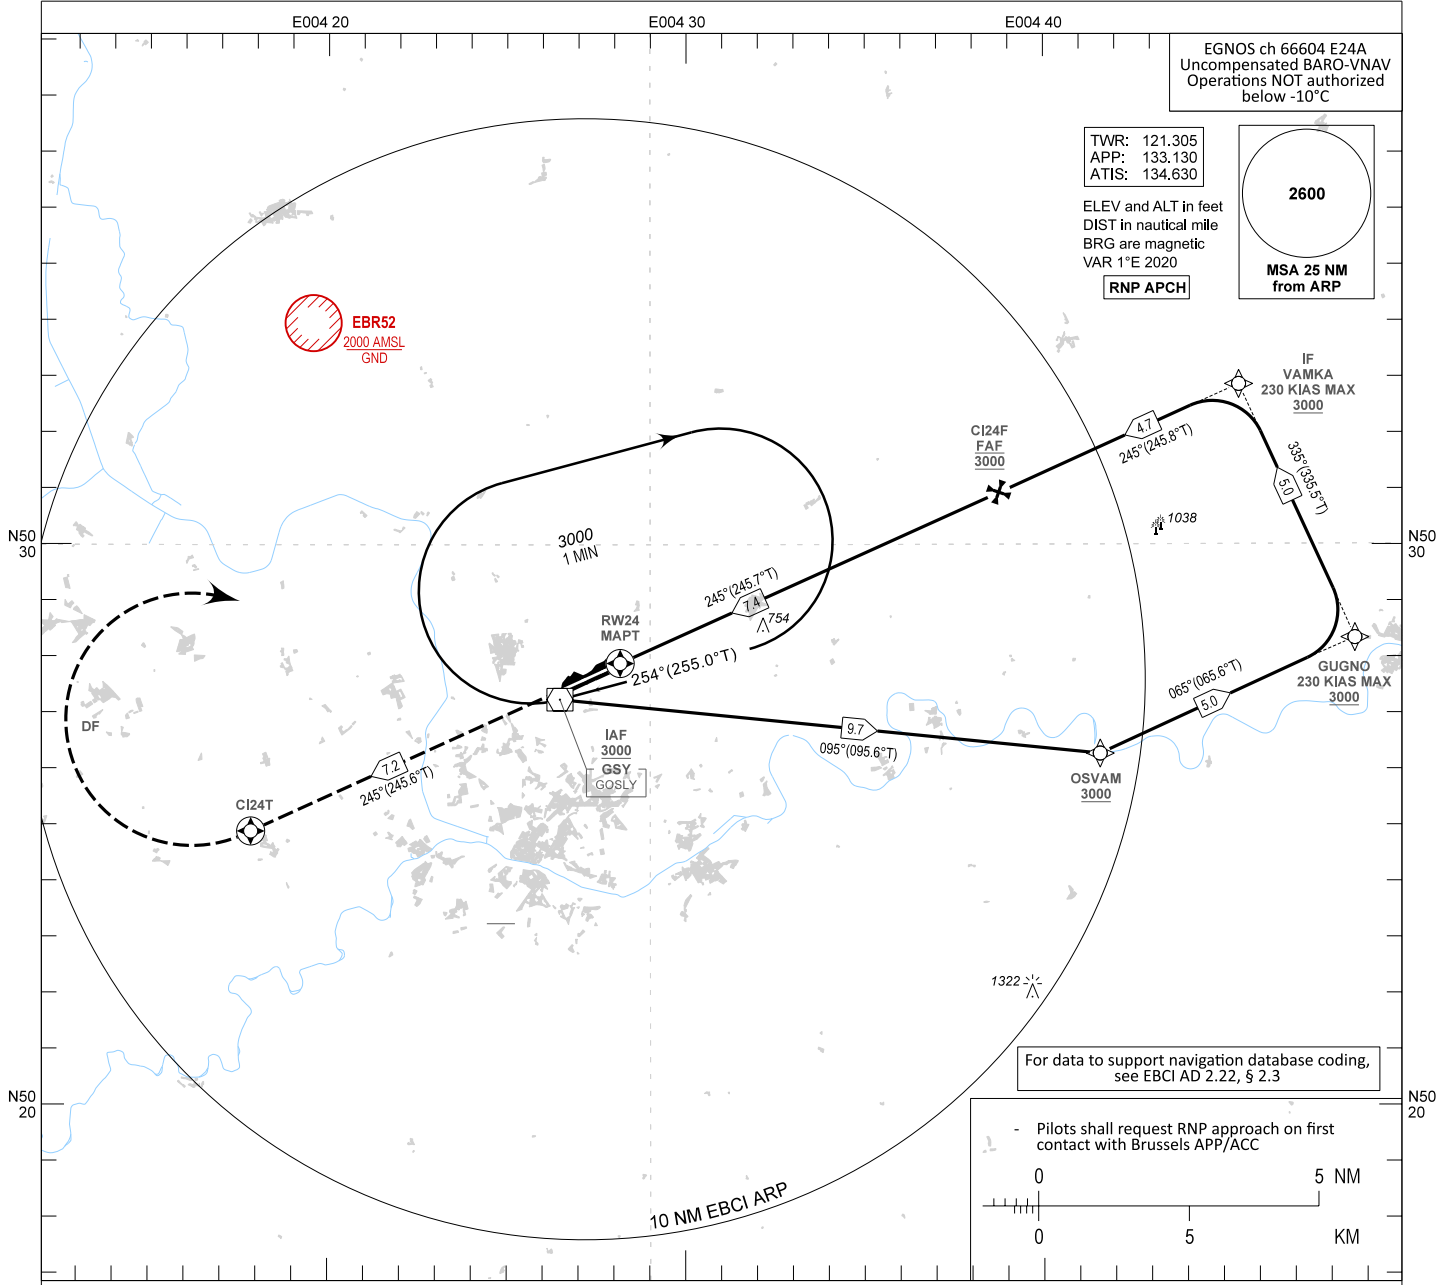 E004 20
E004 30
E004 40
EGNOS ch 66604 E24A
Uncompensated BARO-VNAV
Operations NOT authorized
below -10°C
TWR: 121.305
APP: 133.130
ATIS: 134.630
ELEV and ALT in feet
DIST in nautical mile
BRG are magnetic
VAR 1°E 2020
RNP APCH
2600
MSA 25 NM
from ARP
EBR52
2000 AMSL
GND
IF
VAMKA
230 KIAS MAX
3000
CI24F
FAF
3000
4.7
245°(245.8°T)
335°(335.5°T)
5.0
1038
N50
30
N50
30
3000
1 MIN
245°(245.7°T)
7.4
754
RW24
MAPT
254°(255.0°T)
GUGNO
230 KIAS MAX
3000
065°(065.6°T)
5.0
DF
9.7
095°(095.6°T)
IAF
3000
GSY
GOSLY
7.2
245°(245.6°T)
OSVAM
3000
CI24T
1322
For data to support navigation database coding,
see EBCI AD 2.22, § 2.3
N50
20
N50
20
- Pilots shall request RNP approach on first
contact with Brussels APP/ACC
0 5 NM
0 5 KM
10 NM EBCI ARP